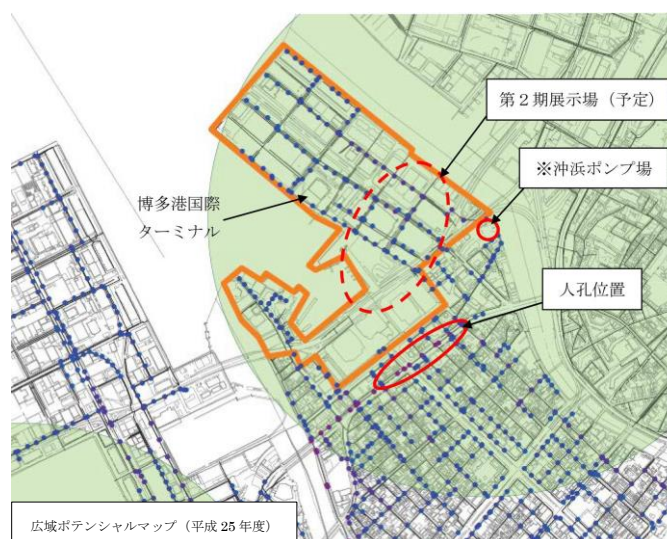 第２期展示場（予定）
※沖浜ポンプ場
博多港国際
ターミナル
人孔位置
広域ポテンシャルマップ（平成 25 年度）